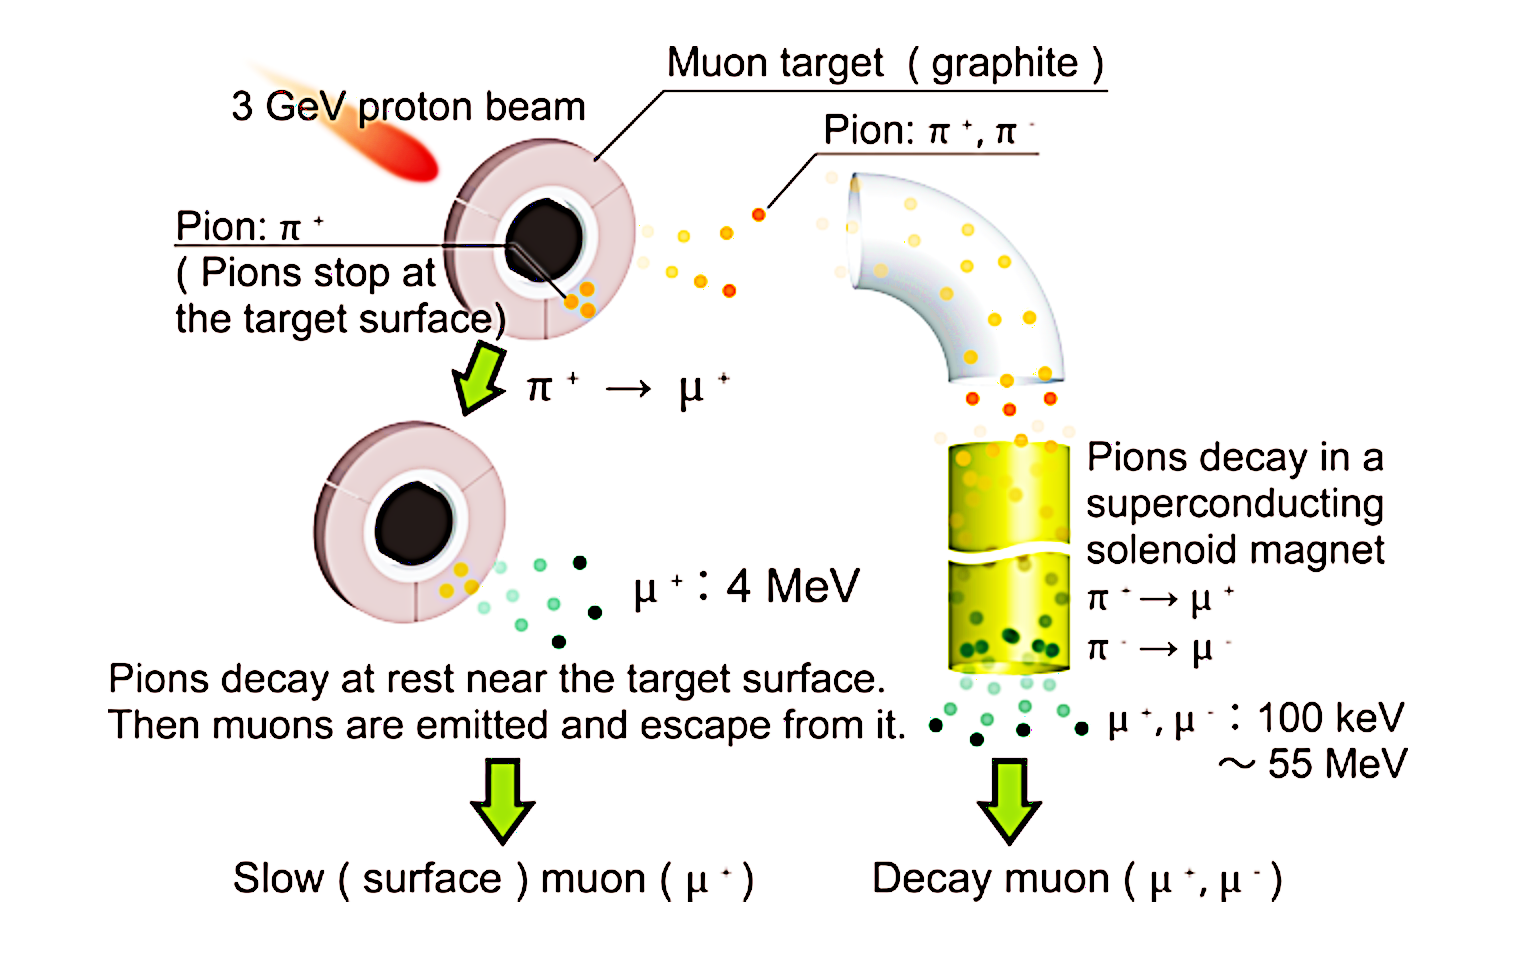 Muon target ( graphite )
3 GeV proton beam
Pion: π⁺, π⁻
Pion: π⁺
( Pions stop at
the target surface)
π⁺ → μ⁺
μ⁺ : 4 MeV
Pions decay at rest near the target surface.
Then muons are emitted and escape from it.
Slow ( surface ) muon ( μ⁺ )
Pions decay in a
superconducting
solenoid magnet
π⁺ → μ⁺
π⁻ → μ⁻
μ⁺, μ⁻ : 100 keV
～ 55 MeV
Decay muon ( μ⁺, μ⁻ )